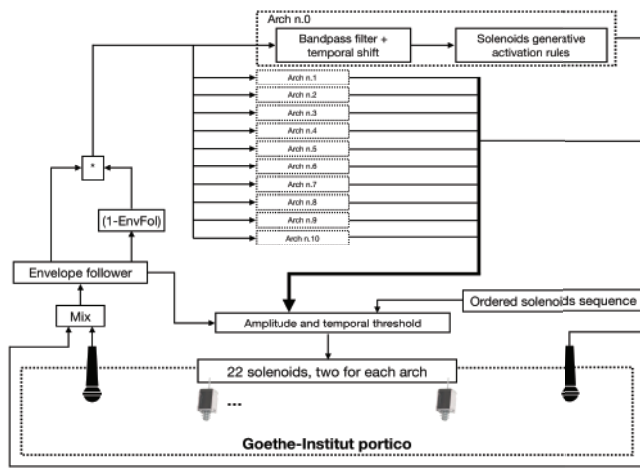 Arch n.0
Bandpass filter +
temporal shift
Solenoids generative
activation rules
Arch n.1
Arch n.2
Arch n.3
Arch n.4
Arch n.5
Arch n.6
Arch n.7
Arch n.8
Arch n.9
Arch n.10
*
(1-EnvFol)
Envelope follower
Mix
Ordered solenoids sequence
Amplitude and temporal threshold
22 solenoids, two for each arch
...
Goethe-Institut portico